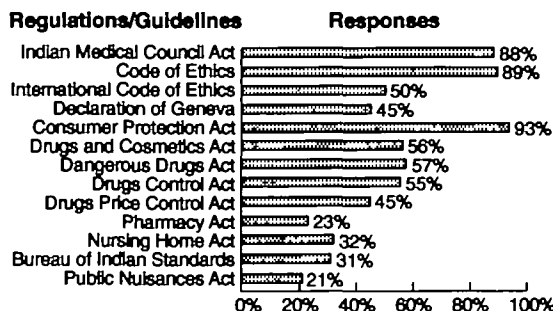 Regulations/Guidelines Responses
Indian Medical Council Act 88%
Code of Ethics 89%
International Code of Ethics 50%
Declaration of Geneva 45%
Consumer Protection Act 93%
Drugs and Cosmetics Act 56%
Dangerous Drugs Act 57%
Drugs Control Act 55%
Drugs Price Control Act 45%
Pharmacy Act 23%
Nursing Home Act 32%
Bureau of Indian Standards 31%
Public Nuisances Act 21%
0% 20% 40% 60% 80% 100%